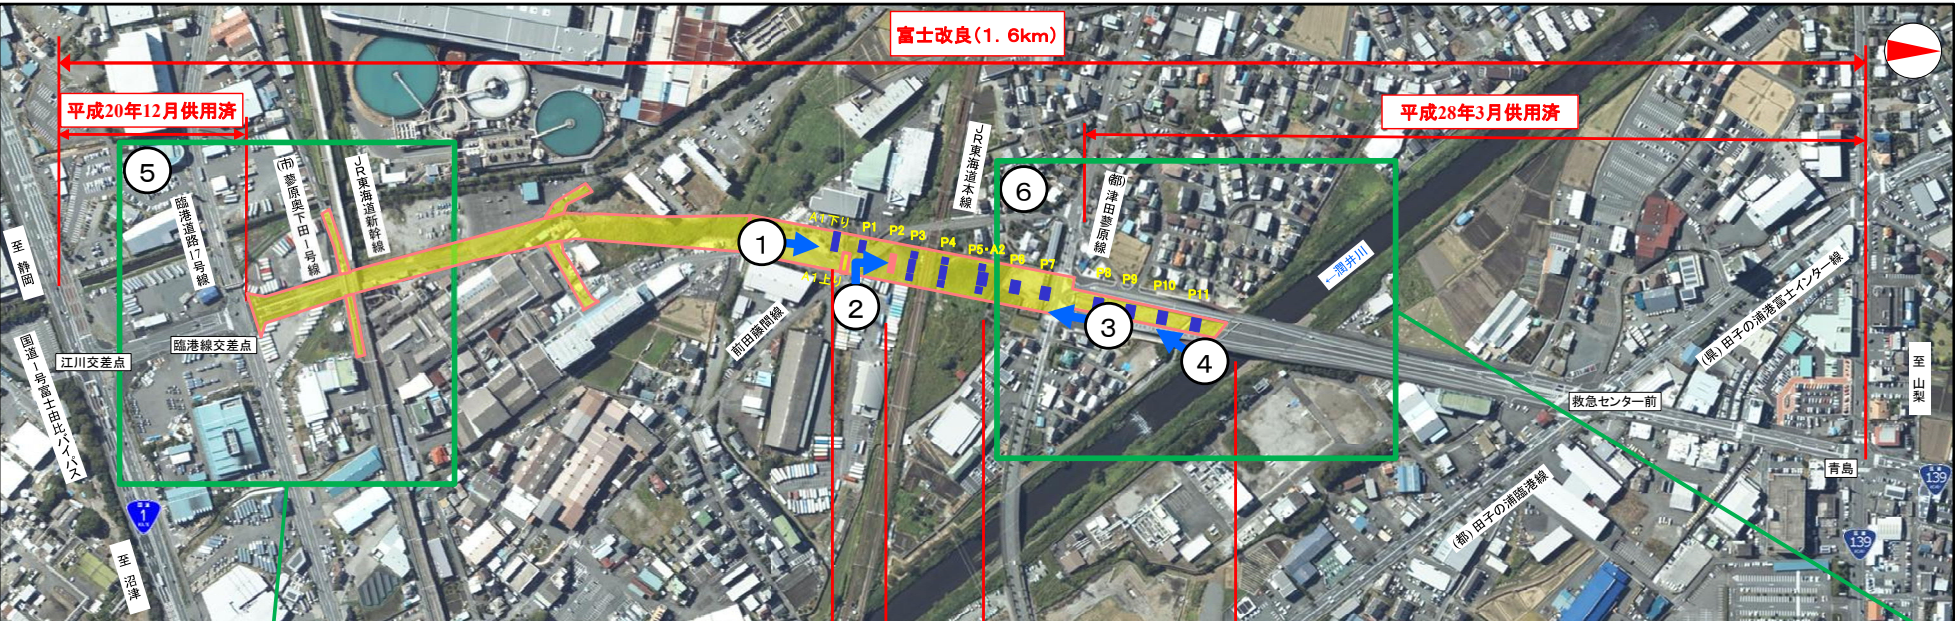 富士改良(1．6km)
平成20年12月供用済
平成28年3月供用済
⑤
臨港道路17号線
(市)蓼原奥下田1号線
JR東海道新幹線
JR東海道本線
⑥
(都)津田蓼原線
至 静岡
①
A1下り
P1
P2
P3
P4
P5・A2
P6
P7
P8
P9
P10
P11
A1上り
②
③
④
←潤井川
(県)田子の浦港富士インター線
前田藤間線
臨港線交差点
江川交差点
国道1号富士由比バイパス
至 山梨
救急センター前
青島
139
(都)田子の浦臨港線
139
国道
1
至 沼津